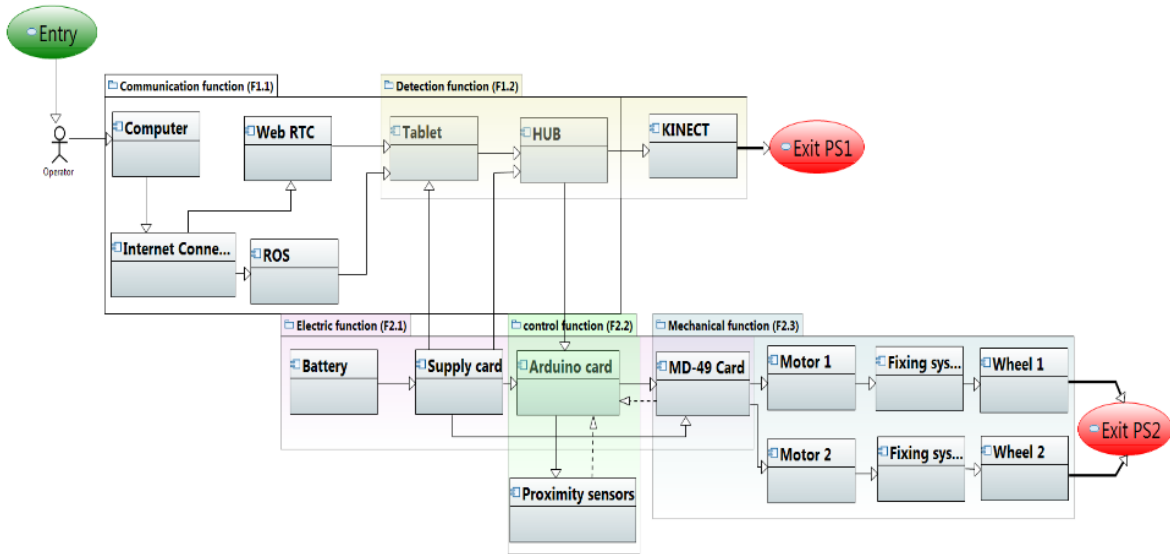 Entry
Communication function (F1.1)
Detection function (F1.2)
Computer
Web RTC
Tablet
HUB
KINECT
Exit PS1
Operator
Internet Conne...
ROS
Electric function (F2.1)
control function (F2.2)
Mechanical function (F2.3)
Battery
Supply card
Arduino card
MD-49 Card
Motor 1
Fixing sys...
Wheel 1
Exit PS2
Motor 2
Fixing sys...
Wheel 2
Proximity sensors